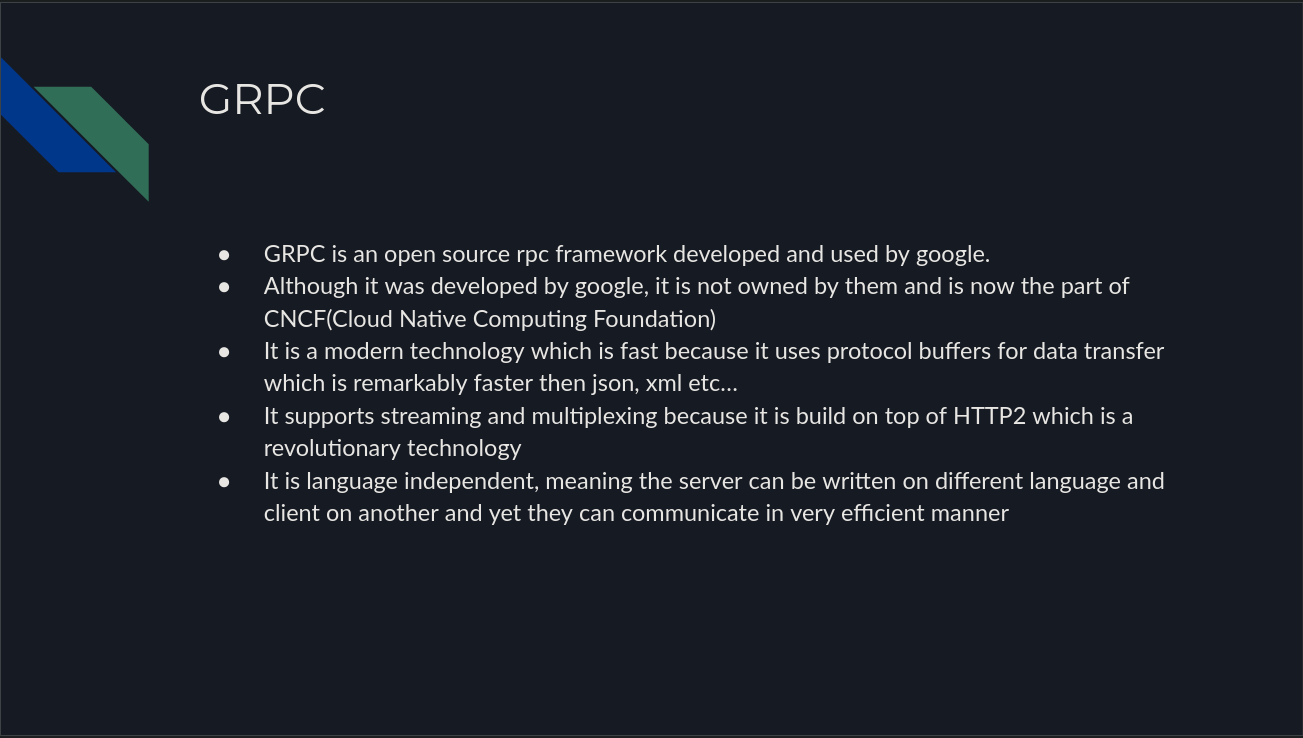 GRPC
● GRPC is an open source rpc framework developed and used by google.
● Although it was developed by google, it is not owned by them and is now the part of
CNCF(Cloud Native Computing Foundation)
● It is a modern technology which is fast because it uses protocol buffers for data transfer
which is remarkably faster then json, xml etc...
● It supports streaming and multiplexing because it is build on top of HTTP2 which is a
revolutionary technology
● It is language independent, meaning the server can be written on different language and
client on another and yet they can communicate in very efficient manner